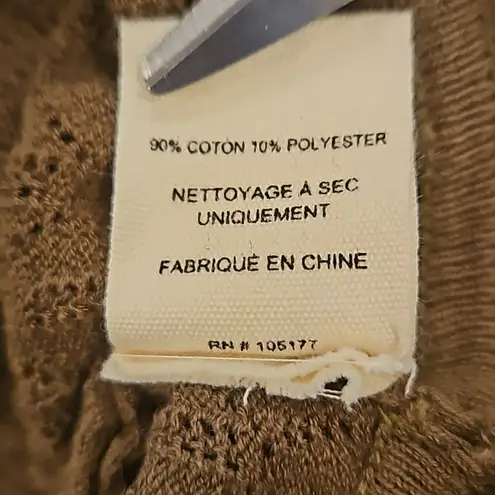 90% COTON 10% POLYESTER
NETTOYAGE À SEC
UNIQUEMENT
FABRIQUÉ EN CHINE
RN # 105177